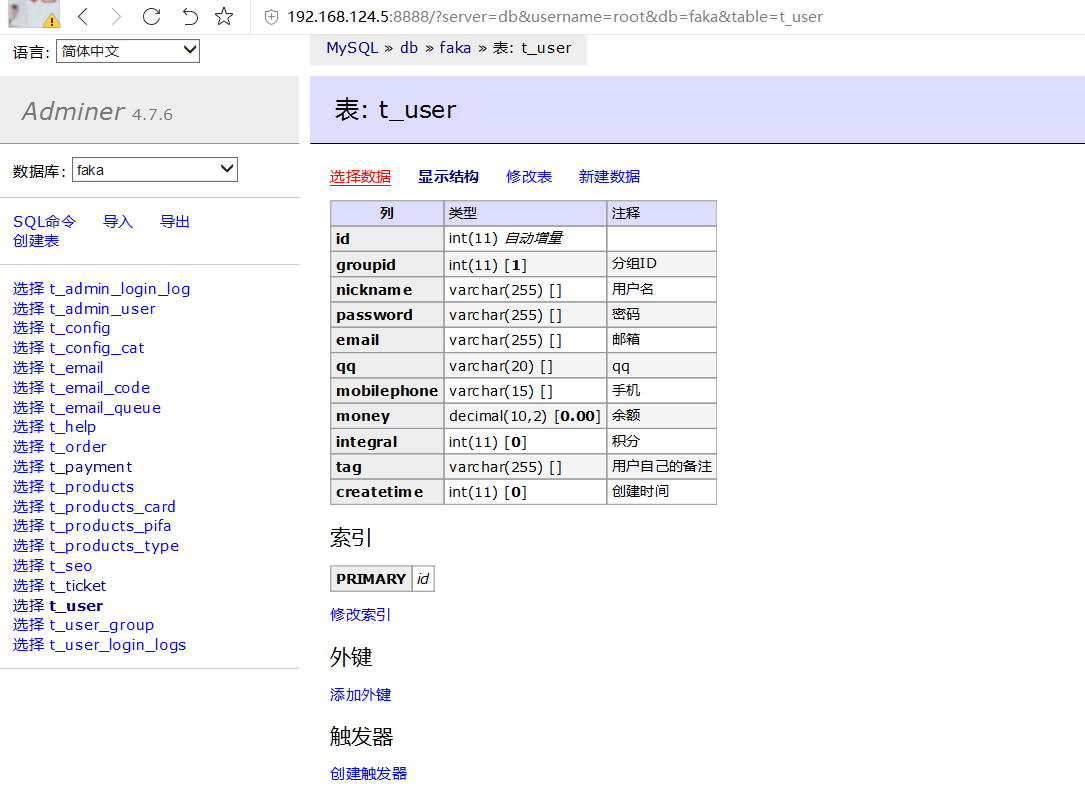 192.168.124.5:8888/?server=db&username=root&db=faka&table=t_user
语言: 简体中文
MySQL » db » faka » 表: t_user
Adminer 4.7.6
表: t_user
数据库: faka
SQL命令 导入 导出
创建表
选择 t_admin_login_log
选择 t_admin_user
选择 t_config
选择 t_config_cat
选择 t_email
选择 t_email_code
选择 t_email_queue
选择 t_help
选择 t_order
选择 t_payment
选择 t_products
选择 t_products_card
选择 t_products_pifa
选择 t_products_type
选择 t_seo
选择 t_ticket
选择 t_user
选择 t_user_group
选择 t_user_login_logs
选择数据 显示结构 修改表 新建数据
列 类型 注释
id int(11) 自动增量
groupid int(11) [1] 分组ID
nickname varchar(255) [] 用户名
password varchar(255) [] 密码
email varchar(255) [] 邮箱
qq varchar(20) [] qq
mobilephone varchar(15) [] 手机
money decimal(10,2) [0.00] 余额
integral int(11) [0] 积分
tag varchar(255) [] 用户自己的备注
createtime int(11) [0] 创建时间
索引
PRIMARY id
修改索引
外键
添加外键
触发器
创建触发器